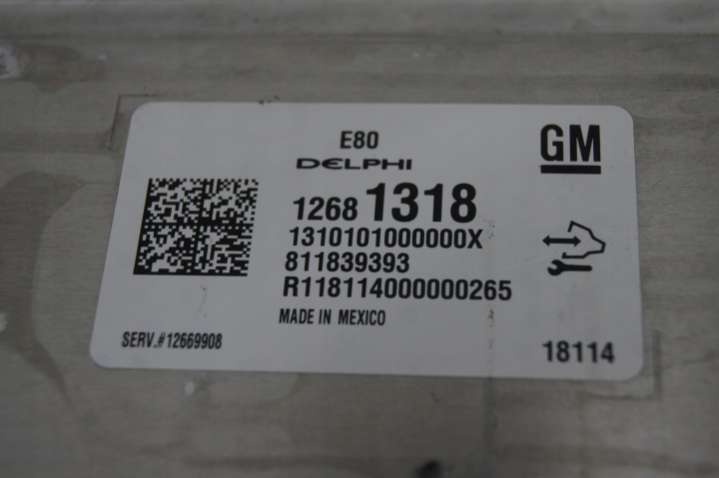 E80
GM
DELPHI
1268 1318
1310101000000X
811839393
R118114000000265
MADE IN MEXICO
SERV.#12669908
18114